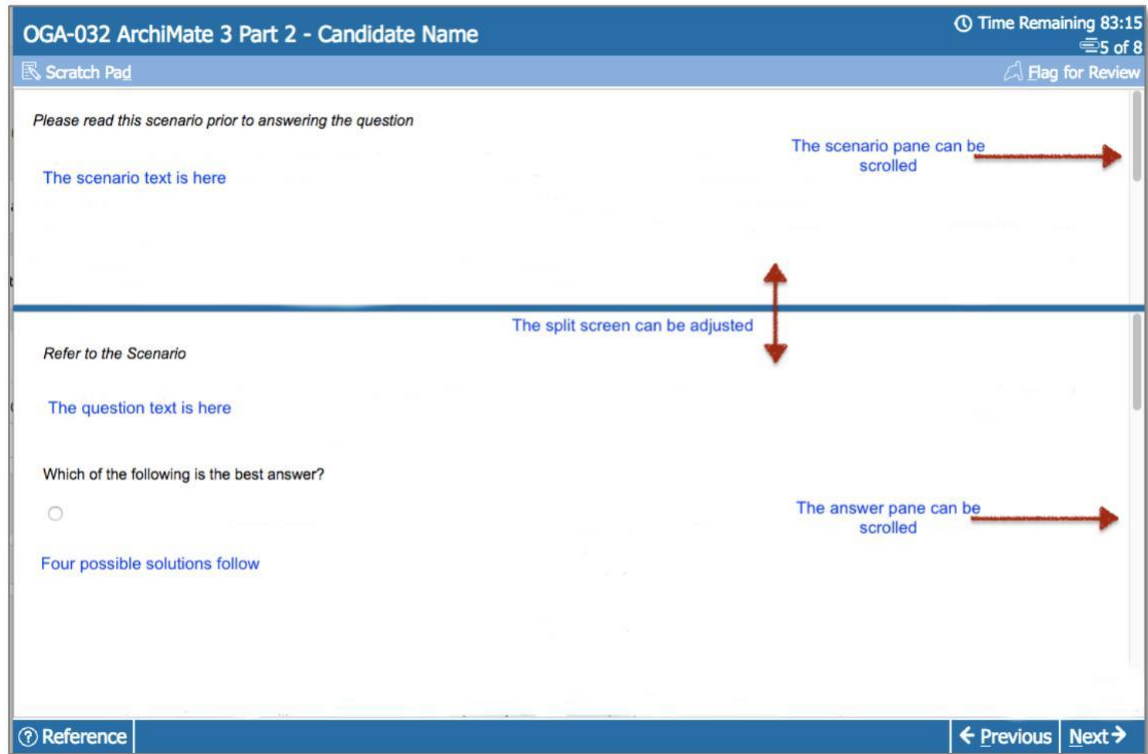 OGA-032 ArchiMate 3 Part 2 - Candidate Name
Time Remaining 83:15
5 of 8
Scratch Pad
Flag for Review
Please read this scenario prior to answering the question
The scenario pane can be
scrolled
The scenario text is here
The split screen can be adjusted
Refer to the Scenario
The question text is here
Which of the following is the best answer?
The answer pane can be
scrolled
Four possible solutions follow
Reference
Previous
Next